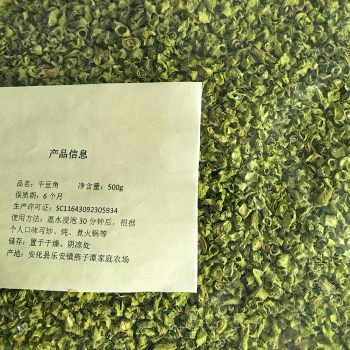 产品信息
品名：干豆角 净含量：500g
保质期：6个月
生产许可证：SC11643092305934
使用方法：温水浸泡30分钟后，根据
个人口味可炒、炖、煮火锅等
储存：置于干燥、阴凉处
产地：安化县乐安镇燕子潭家庭农场